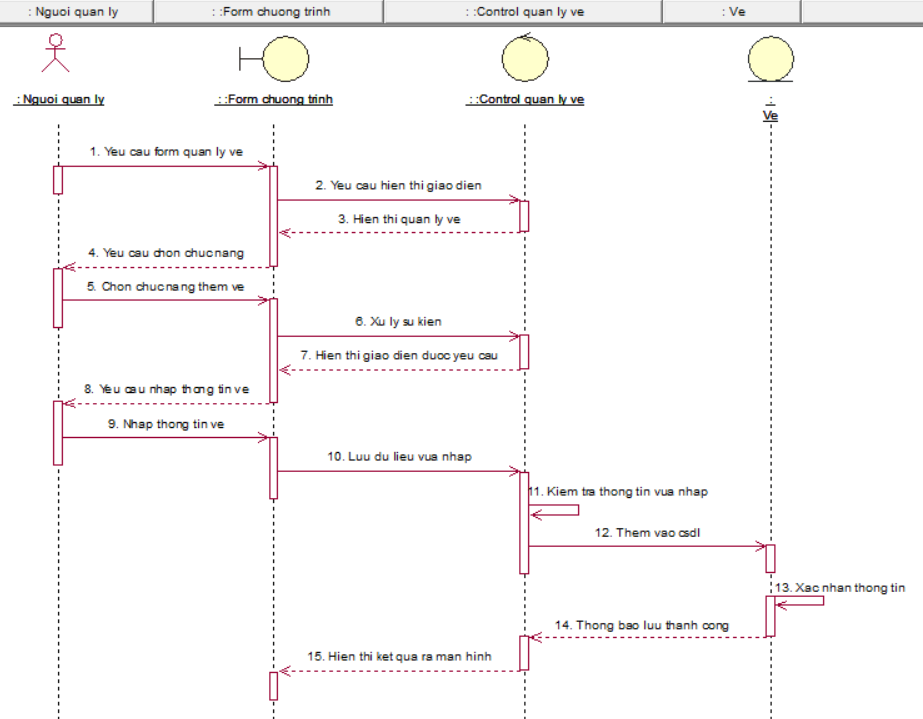 : Nguoi quan ly
: :Form chuong trinh
: :Control quan ly ve
: Ve
: Nguoi quan ly
: :Form chuong trinh
: :Control quan ly ve
:
Ve
1. Yeu cau form quan ly ve
2. Yeu cau hien thi giao dien
3. Hien thi quan ly ve
4. Yeu cau chon chucnang
5. Chon chucnang them ve
6. Xu ly su kien
7. Hien thi giao dien duoc yeu cau
8. Yeu cau nhap thong tin ve
9. Nhap thong tin ve
10. Luu du lieu vua nhap
11. Kiem tra thong tin vua nhap
12. Them vao csdl
13. Xac nhan thong tin
14. Thong bao luu thanh cong
15. Hien thi ket qua ra man hinh